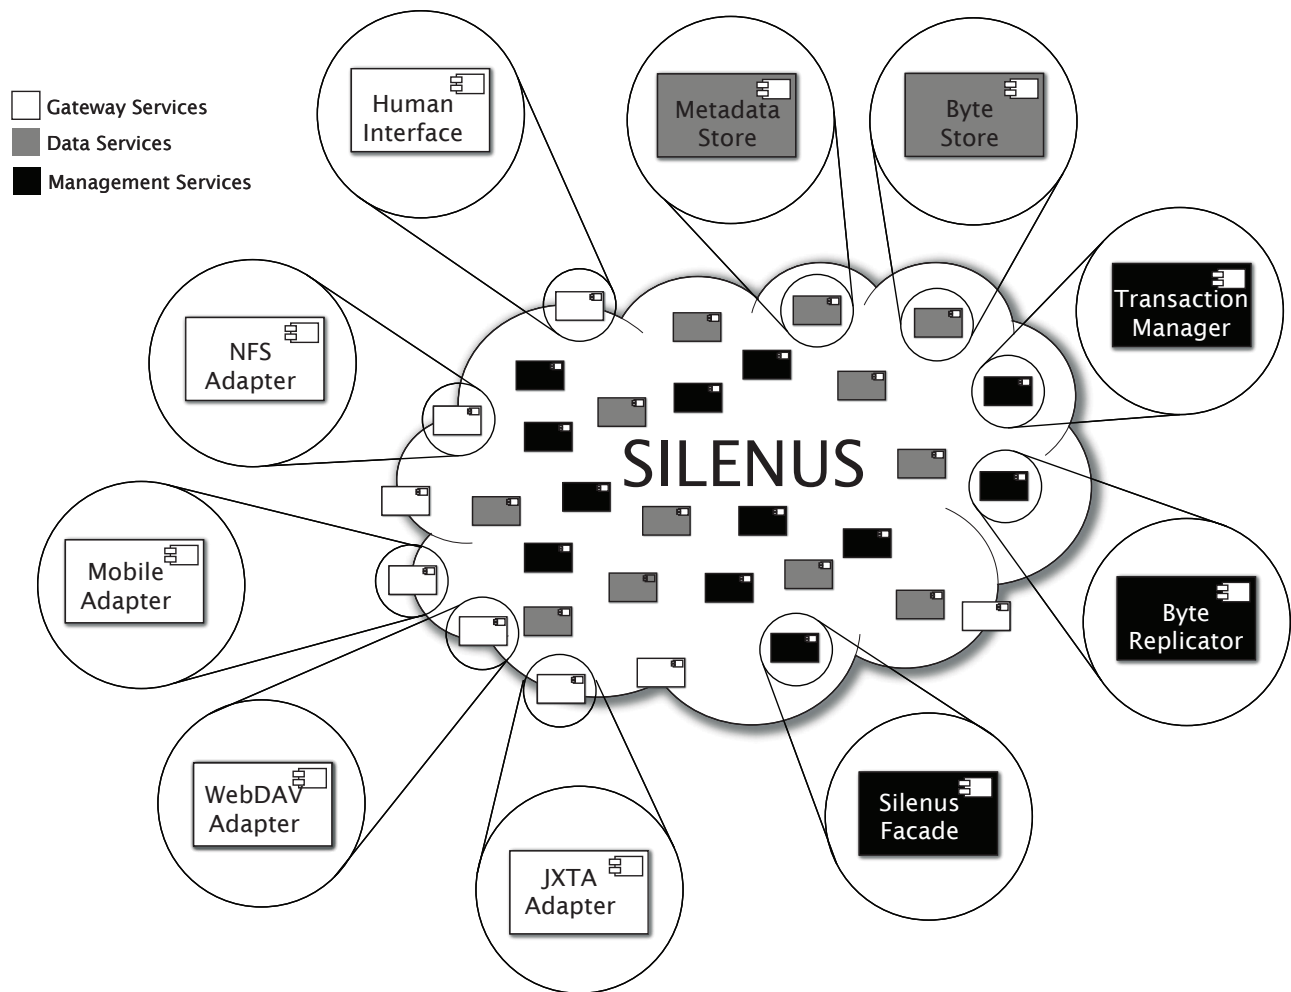 Gateway Services
Data Services
Management Services
Human
Interface
Metadata
Store
Byte
Store
Transaction
Manager
NFS
Adapter
SILENUS
Mobile
Adapter
Byte
Replicator
WebDAV
Adapter
JXTA
Adapter
Silenus
Facade